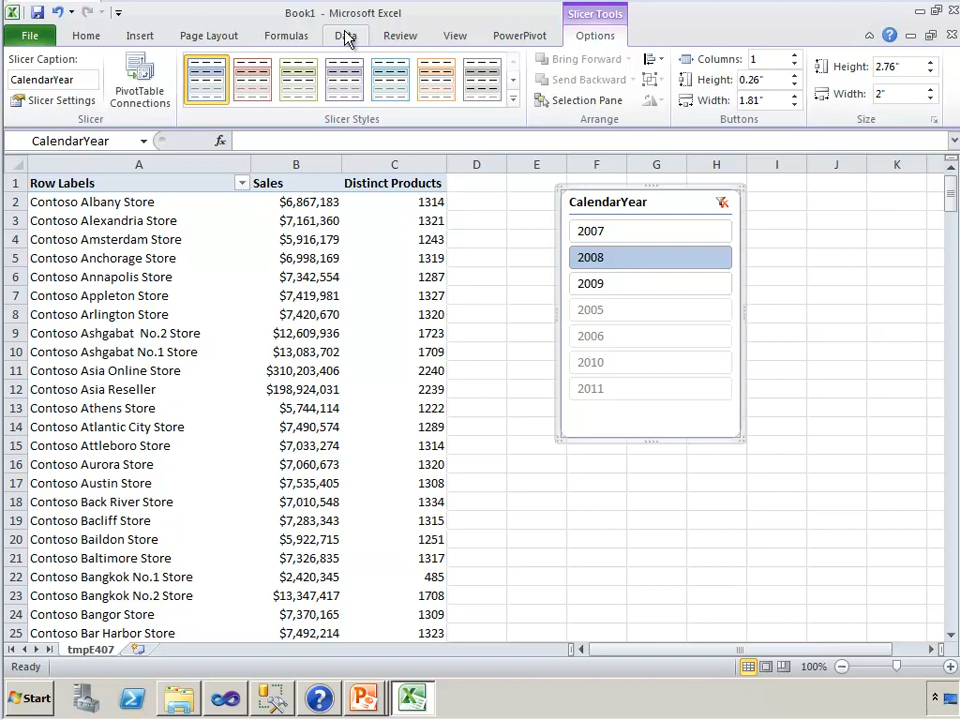 Book1 - Microsoft Excel
Slicer Tools
File
Home
Insert
Page Layout
Formulas
Data
Review
View
PowerPivot
Options
Slicer Caption:
CalendarYear
Slicer Settings
PivotTable
Connections
Bring Forward
Send Backward
Selection Pane
Columns: 1
Height: 0.26"
Width: 1.81"
Height: 2.76"
Width: 2"
Slicer
Slicer Styles
Arrange
Buttons
Size
CalendarYear
fx
A B C D E F G H I J K
1 Row Labels Sales Distinct Products
2 Contoso Albany Store $6,867,183 1314
3 Contoso Alexandria Store $7,161,360 1321
4 Contoso Amsterdam Store $5,916,179 1243
5 Contoso Anchorage Store $6,998,169 1319
6 Contoso Annapolis Store $7,342,554 1287
7 Contoso Appleton Store $7,419,981 1327
8 Contoso Arlington Store $7,420,670 1320
9 Contoso Ashgabat No.2 Store $12,609,936 1723
10 Contoso Ashgabat No.1 Store $13,083,702 1709
11 Contoso Asia Online Store $310,203,406 2240
12 Contoso Asia Reseller $198,924,031 2239
13 Contoso Athens Store $5,744,114 1222
14 Contoso Atlantic City Store $7,490,574 1289
15 Contoso Attleboro Store $7,033,274 1314
16 Contoso Aurora Store $7,060,673 1320
17 Contoso Austin Store $7,535,405 1308
18 Contoso Back River Store $7,010,548 1334
19 Contoso Bacliff Store $7,283,343 1315
20 Contoso Baildon Store $5,922,715 1251
21 Contoso Baltimore Store $7,326,835 1317
22 Contoso Bangkok No.1 Store $2,420,345 485
23 Contoso Bangkok No.2 Store $13,347,417 1708
24 Contoso Bangor Store $7,370,165 1309
25 Contoso Bar Harbor Store $7,492,214 1323
CalendarYear
2007
2008
2009
2005
2006
2010
2011
tmpE407
Ready
100%
Start